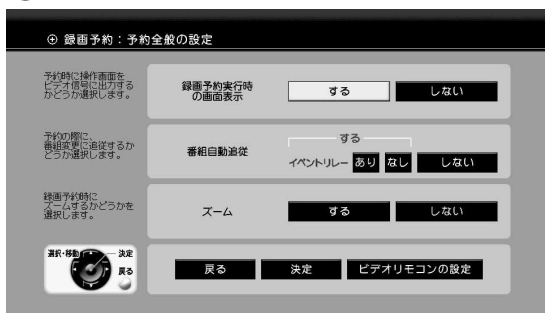 録画予約：予約全般の設定
予約時に操作画面を
ビデオ信号に出力する
かどうか選択します。
録画予約実行時
の画面表示
する
しない
予約の際に、
番組変更に追従するか
どうか選択します。
番組自動追従
する
イベントリレー あり なし しない
録画予約時に
ズームするかどうかを
選択します。
ズーム
する
しない
選択・移動
決定
戻る
戻る
決定
ビデオリモコンの設定